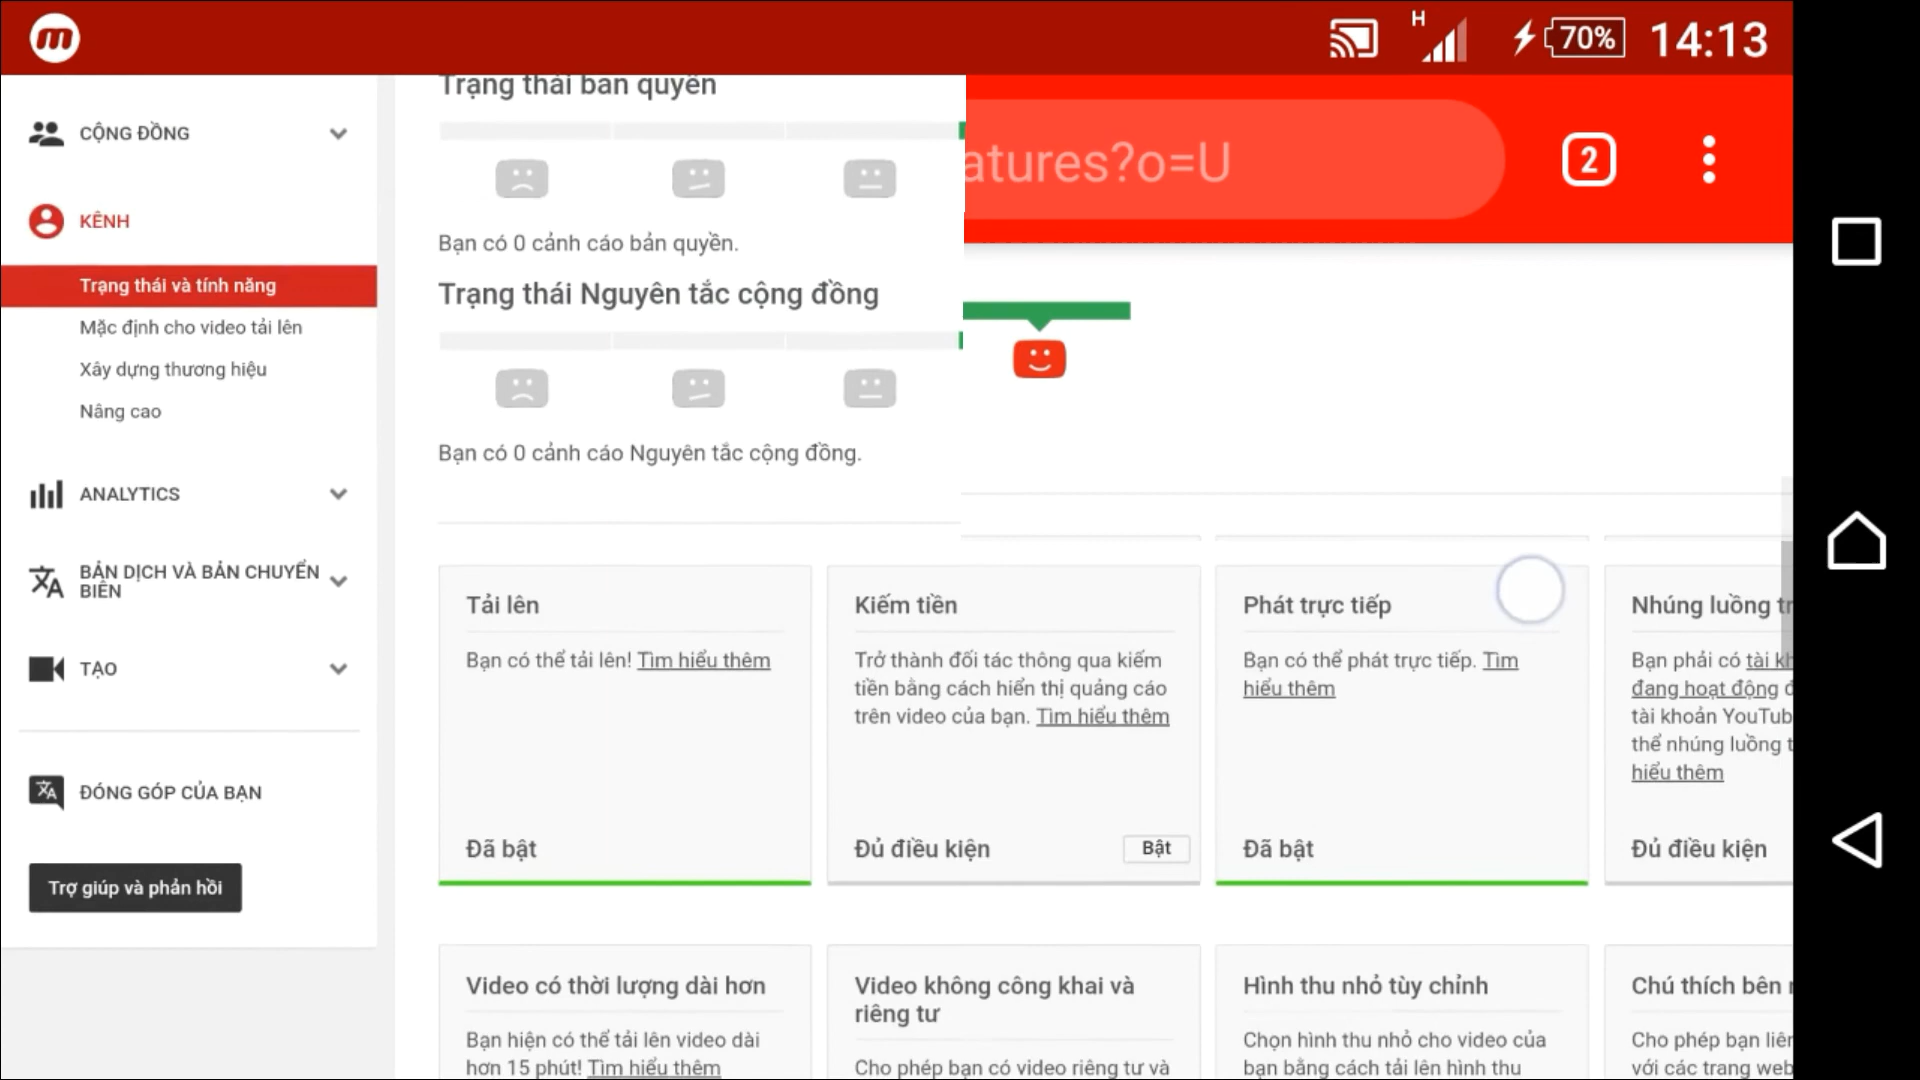 H
70%
14:13
atures?o=U
2
CỘNG ĐỒNG
KÊNH
Trạng thái và tính năng
Mặc định cho video tải lên
Xây dựng thương hiệu
Nâng cao
ANALYTICS
BẢN DỊCH VÀ BẢN CHUYỂN
BIÊN
TẠO
ĐÓNG GÓP CỦA BẠN
Trợ giúp và phản hồi
Trạng thái bản quyền
Bạn có 0 cảnh cáo bản quyền.
Trạng thái Nguyên tắc cộng đồng
Bạn có 0 cảnh cáo Nguyên tắc cộng đồng.
Tải lên
Bạn có thể tải lên! Tìm hiểu thêm
Đã bật
Kiếm tiền
Trở thành đối tác thông qua kiếm
tiền bằng cách hiển thị quảng cáo
trên video của bạn. Tìm hiểu thêm
Đủ điều kiện
Bật
Phát trực tiếp
Bạn có thể phát trực tiếp. Tìm
hiểu thêm
Đã bật
Nhúng luồng
Bạn phải có tài
đang hoạt động
tài khoản YouTub
thể nhúng luồng
hiểu thêm
Đủ điều kiện
Video có thời lượng dài hơn
Bạn hiện có thể tải lên video dài
hơn 15 phút! Tìm hiểu thêm
Video không công khai và
riêng tư
Cho phép bạn có video riêng tư và
Hình thu nhỏ tùy chỉnh
Chọn hình thu nhỏ cho video của
bạn bằng cách tải lên hình thu
Chú thích bên
Cho phép bạn
với các trang web